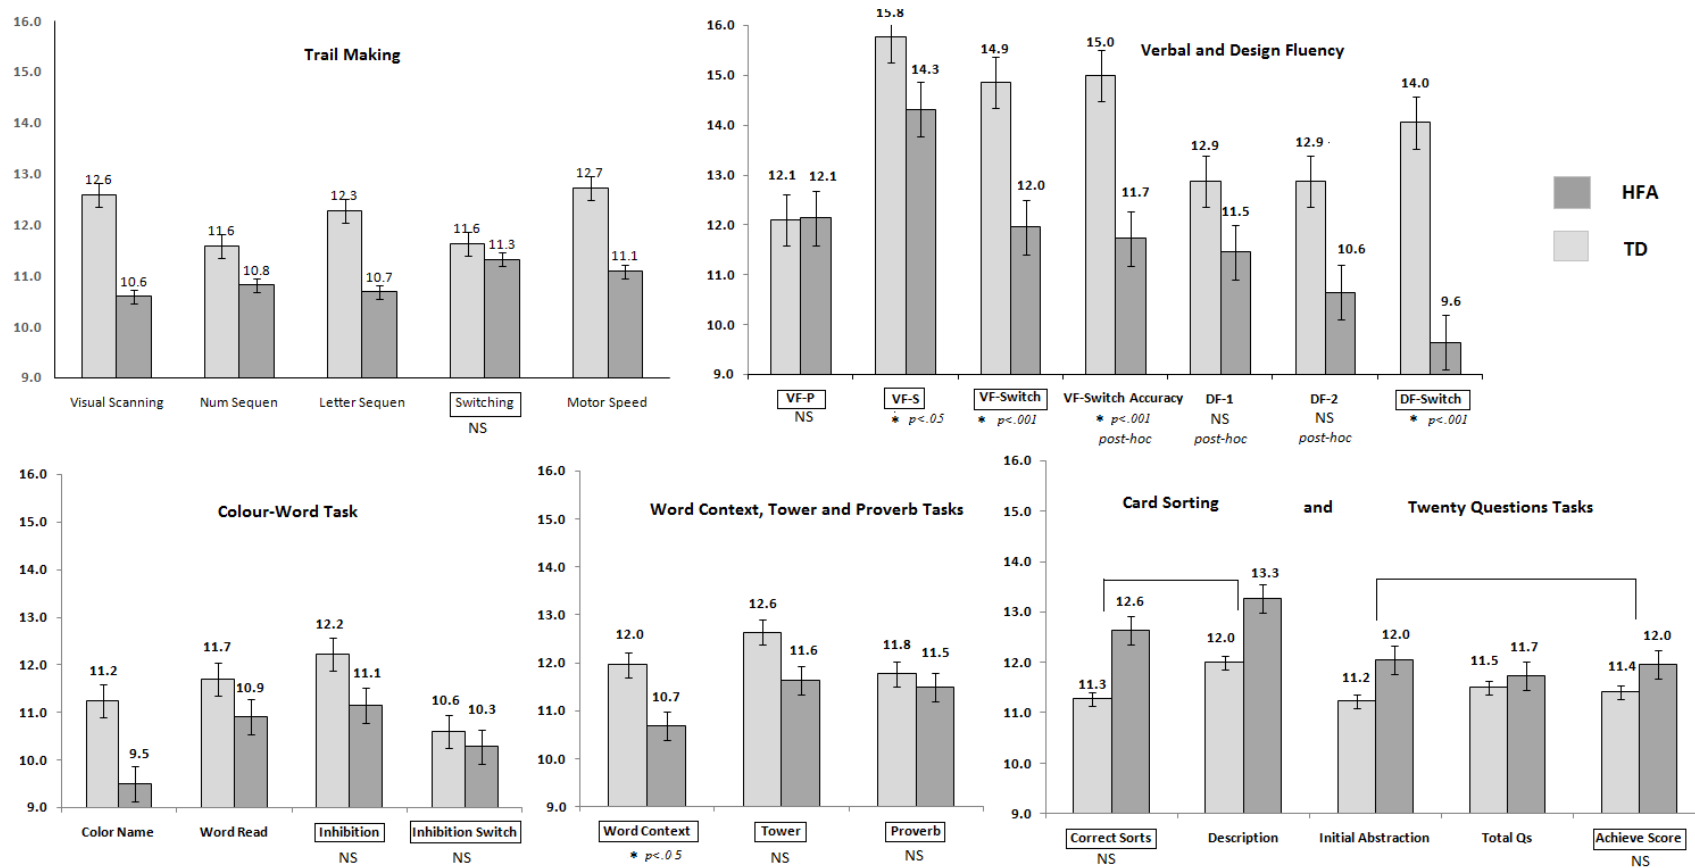 Trail Making
16.0
15.0
14.0
13.0
12.0
11.0
10.0
9.0
12.6
10.6
11.6
10.8
12.3
10.7
11.6
11.3
12.7
11.1
Visual Scanning
Num Sequen
Letter Sequen
Switching
Motor Speed
NS
Verbal and Design Fluency
16.0
15.0
14.0
13.0
12.0
11.0
10.0
9.0
12.1
12.1
15.8
14.3
14.9
12.0
15.0
11.7
12.9
11.5
12.9
10.6
14.0
9.6
VF-P
VF-S
VF-Switch
VF-Switch Accuracy
DF-1
DF-2
DF-Switch
NS
* p<.05
* p<.001
* p<.001
NS
NS
* p<.001
post-hoc
post-hoc
post-hoc
HFA
TD
Colour-Word Task
16.0
15.0
14.0
13.0
12.0
11.0
10.0
9.0
11.2
9.5
11.7
10.9
12.2
11.1
10.6
10.3
Color Name
Word Read
Inhibition
Inhibition Switch
NS
NS
Word Context, Tower and Proverb Tasks
16.0
15.0
14.0
13.0
12.0
11.0
10.0
9.0
12.0
10.7
12.6
11.6
11.8
11.5
Word Context
Tower
Proverb
* p<.05
NS
NS
Card Sorting and Twenty Questions Tasks
16.0
15.0
14.0
13.0
12.0
11.0
10.0
9.0
11.3
12.6
12.0
13.3
11.2
12.0
11.5
11.7
11.4
12.0
Correct Sorts
Description
Initial Abstraction
Total Qs
Achieve Score
NS
NS